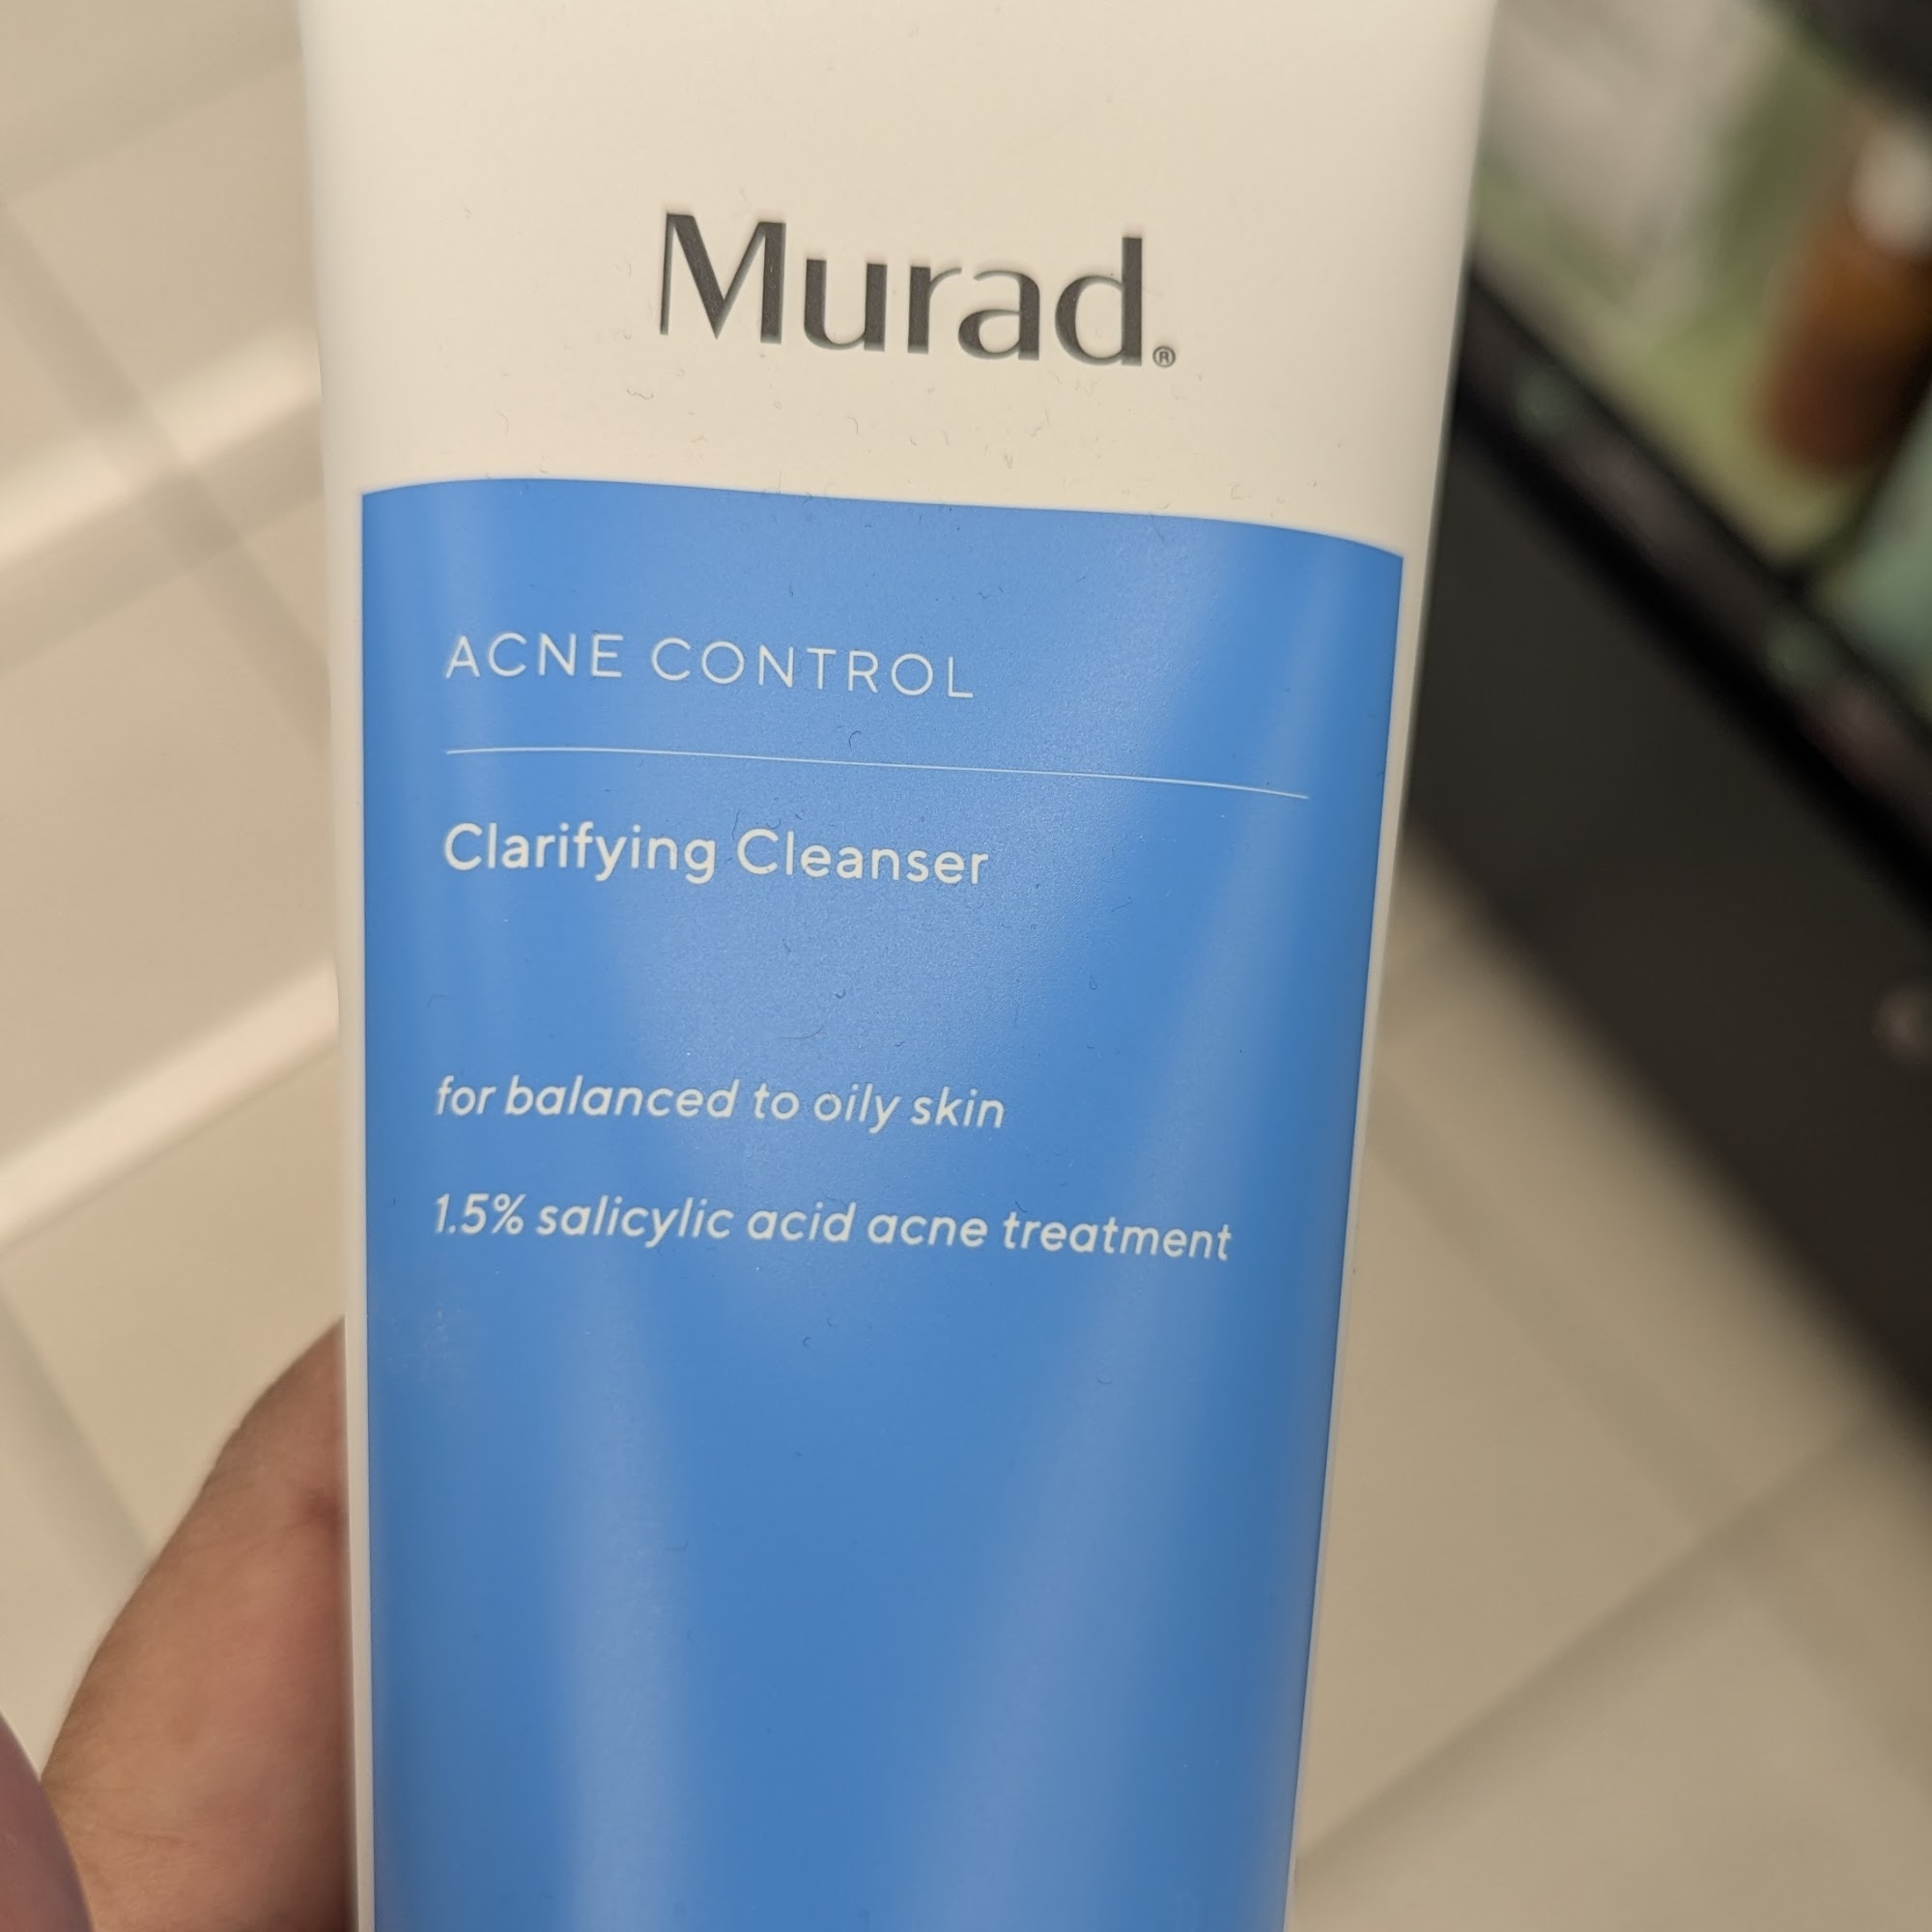 Murad®
ACNE CONTROL
Clarifying Cleanser
for balanced to oily skin
1.5% salicylic acid acne treatment